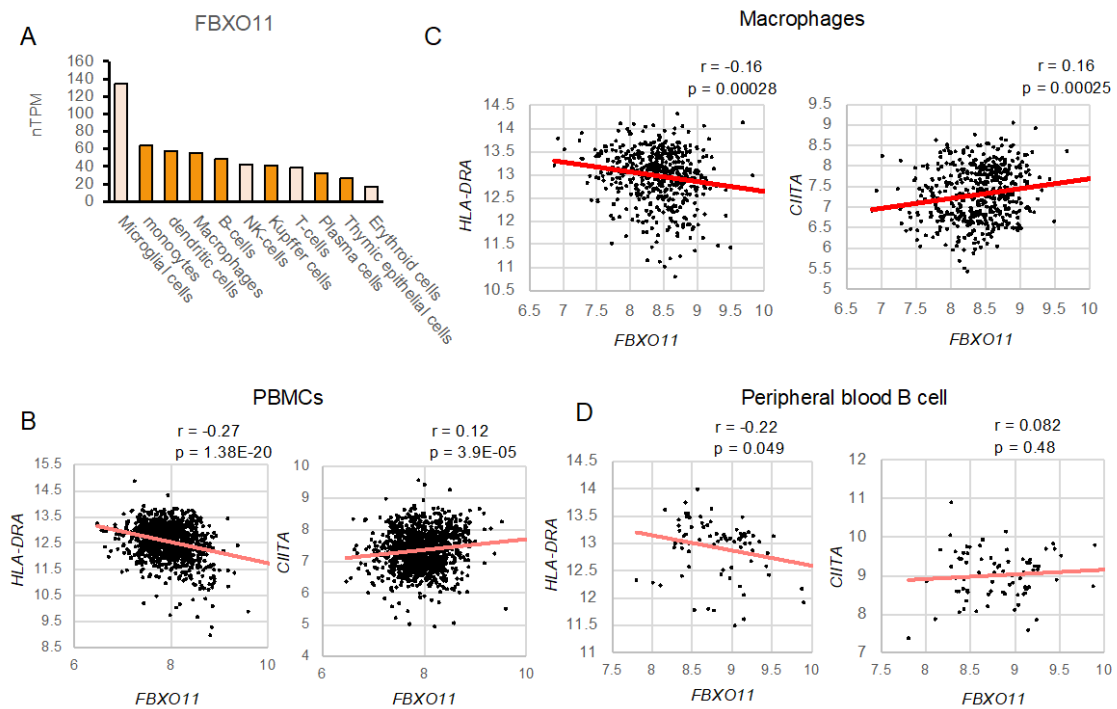 A
FBXO11
nTPM
160
140
120
100
80
60
40
20
0
Microglial cells
monocytes
dendritic cells
Macrophages
B-cells
NK-cells
Kupffer cells
T-cells
Plasma cells
Thymic epithelial cells
Erythroid cells
C
Macrophages
r = -0.16
p = 0.00028
HLA-DRA
14.5
14
13.5
13
12.5
12
11.5
11
10.5
6.5 7 7.5 8 8.5 9 9.5 10
FBXO11
r = 0.16
p = 0.00025
CIITA
9.5
9
8.5
8
7.5
7
6.5
6
5.5
5
6.5 7 7.5 8 8.5 9 9.5 10
FBXO11
B
PBMCs
r = -0.27
p = 1.38E-20
HLA-DRA
15.5
14.5
13.5
12.5
11.5
10.5
9.5
8.5
6 8 10
FBXO11
r = 0.12
p = 3.9E-05
CIITA
10
9
8
7
6
5
4
6 8 10
FBXO11
D
Peripheral blood B cell
r = -0.22
p = 0.049
HLA-DRA
14.5
14
13.5
13
12.5
12
11.5
11
7.5 8 8.5 9 9.5 10
FBXO11
r = 0.082
p = 0.48
CIITA
12
11
10
9
8
7
7.5 8 8.5 9 9.5 10
FBXO11